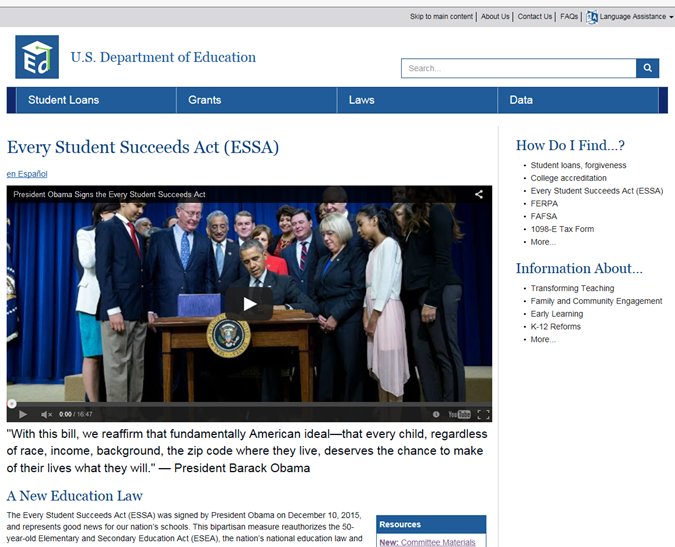 Skip to main content
About Us
Contact Us
FAQs
Language Assistance
Ed
U.S. Department of Education
Search...
Student Loans
Grants
Laws
Data
Every Student Succeeds Act (ESSA)
en Español
President Obama Signs the Every Student Succeeds Act
0:00 / 16:47
YouTube
"With this bill, we reaffirm that fundamentally American ideal—that every child, regardless
of race, income, background, the zip code where they live, deserves the chance to make
of their lives what they will." — President Barack Obama
A New Education Law
The Every Student Succeeds Act (ESSA) was signed by President Obama on December 10, 2015,
and represents good news for our nation's schools. This bipartisan measure reauthorizes the 50-
year-old Elementary and Secondary Education Act (ESEA), the nation's national education law and
Resources
New: Committee Materials
How Do I Find...?
Student loans, forgiveness
College accreditation
Every Student Succeeds Act (ESSA)
FERPA
FAFSA
1098-E Tax Form
More...
Information About...
Transforming Teaching
Family and Community Engagement
Early Learning
K-12 Reforms
More...